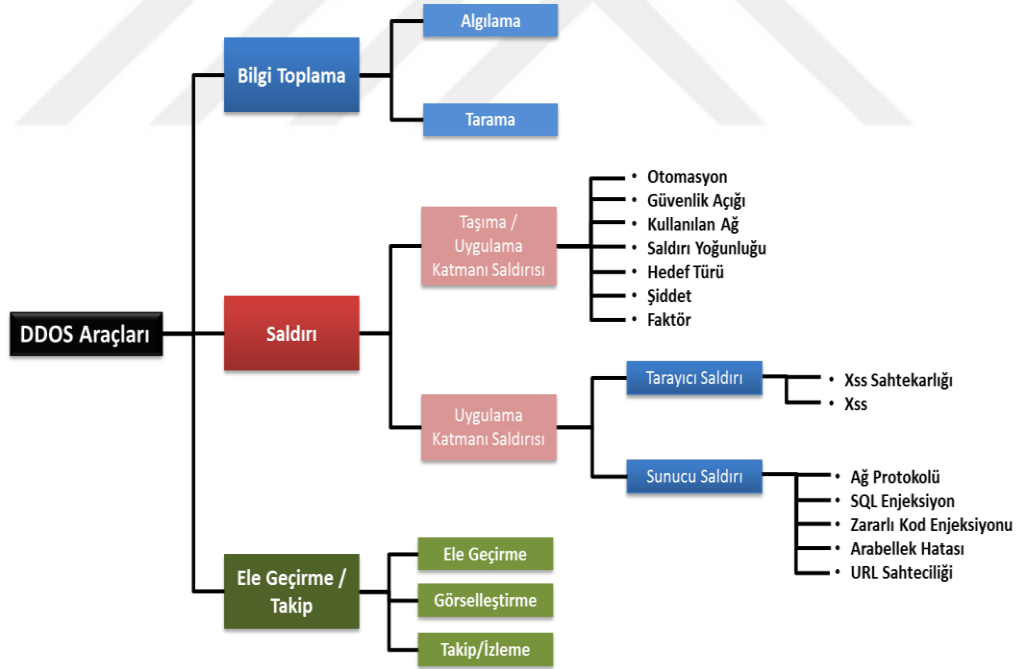 DDOS Araçları
Bilgi Toplama
Algılama
Tarama
Saldırı
Taşıma /
Uygulama
Katmanı Saldırısı
• Otomasyon
• Güvenlik Açığı
• Kullanılan Ağ
• Saldırı Yoğunluğu
• Hedef Türü
• Şiddet
• Faktör
Uygulama
Katmanı Saldırısı
Tarayıcı Saldırı
• Xss Sahtekarlığı
• Xss
Sunucu Saldırı
• Ağ Protokolü
• SQL Enjeksiyon
• Zararlı Kod Enjeksiyonu
• Arabellek Hatası
• URL Sahteciliği
Ele Geçirme /
Takip
Ele Geçirme
Görselleştirme
Takip/İzleme